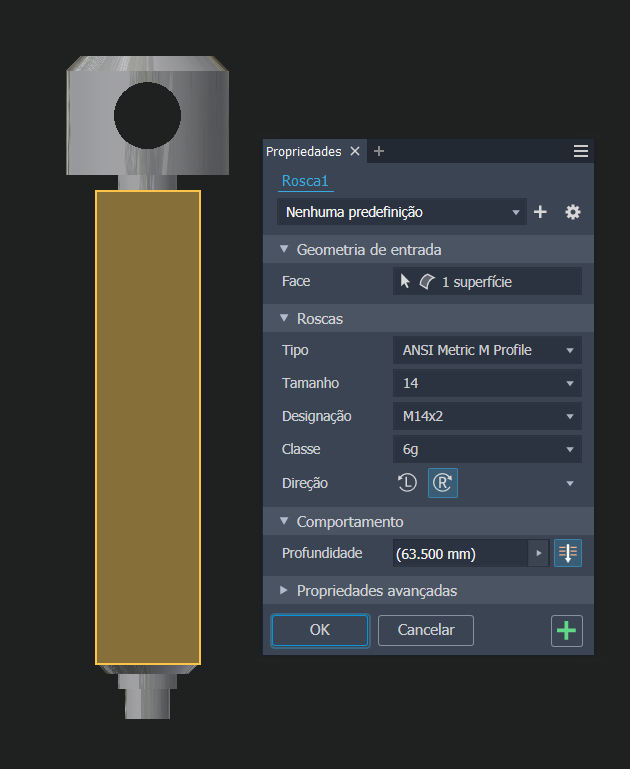 Propriedades
Rosca1
Nenhuma predefinição
Geometria de entrada
Face 1 superfície
Roscas
Tipo ANSI Metric M Profile
Tamanho 14
Designação M14x2
Classe 6g
Direção L R
Comportamento
Profundidade (63.500 mm)
Propriedades avançadas
OK Cancelar